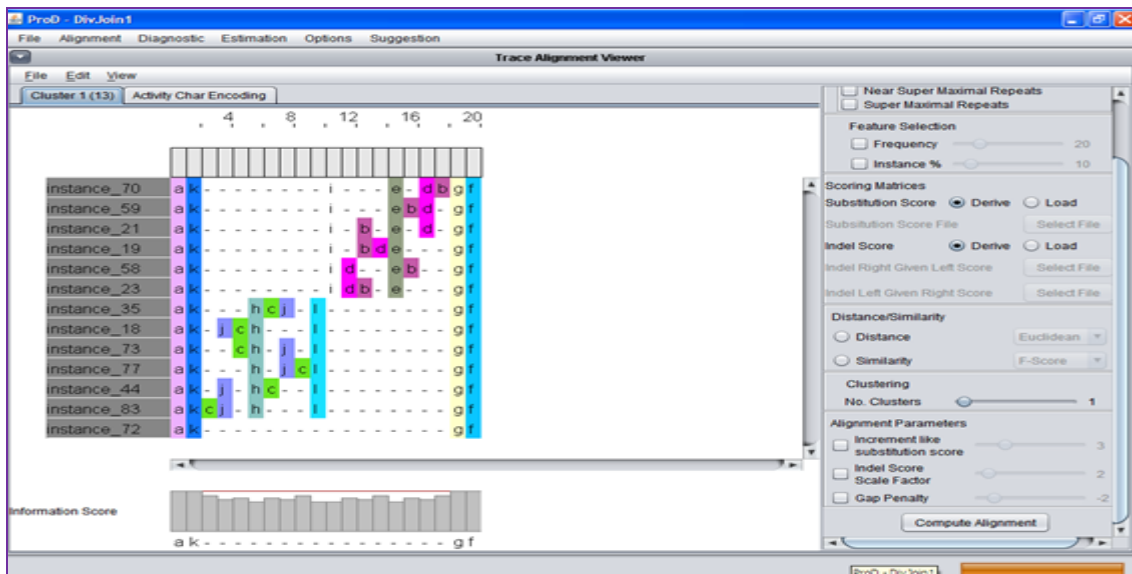 ProD - DivJoin1
File Alignment Diagnostic Estimation Options Suggestion
Trace Alignment Viewer
File Edit View
Cluster 1 (13) Activity Char Encoding
. 4 . 8 . 12 . 16 . 20
instance_70 a k - - - - - - - - i - - - e - d b g f
instance_59 a k - - - - - - - - i - - - e b d - g f
instance_21 a k - - - - - - - - i - b - e - d - g f
instance_19 a k - - - - - - - - i - b d e - - - g f
instance_58 a k - - - - - - - - i d - - e b - - g f
instance_23 a k - - - - - - - - i d b - e - - - g f
instance_35 a k - - - h c j - l - - - - - - - - g f
instance_18 a k - j c h - - - l - - - - - - - - g f
instance_73 a k - - c h - j - l - - - - - - - - g f
instance_77 a k - - - h - j c l - - - - - - - - g f
instance_44 a k - j - h c - - l - - - - - - - - g f
instance_83 a k c j - h - - - l - - - - - - - - g f
instance_72 a k - - - - - - - - - - - - - - - - g f
Information Score
a k - - - - - - - - - - - - - - - - g f
Near Super Maximal Repeats
Super Maximal Repeats
Feature Selection
Frequency 20
Instance % 10
Scoring Matrices
Substitution Score Derive Load
Subsitution Score File Select File
Indel Score Derive Load
Indel Right Given Left Score Select File
Indel Left Given Right Score Select File
Distance/Similarity
Distance Euclidean
Similarity F-Score
Clustering
No. Clusters 1
Alignment Parameters
Increment like
substitution score 3
Indel Score
Scale Factor 2
Gap Penalty -2
Compute Alignment
ProD - DivJoin1